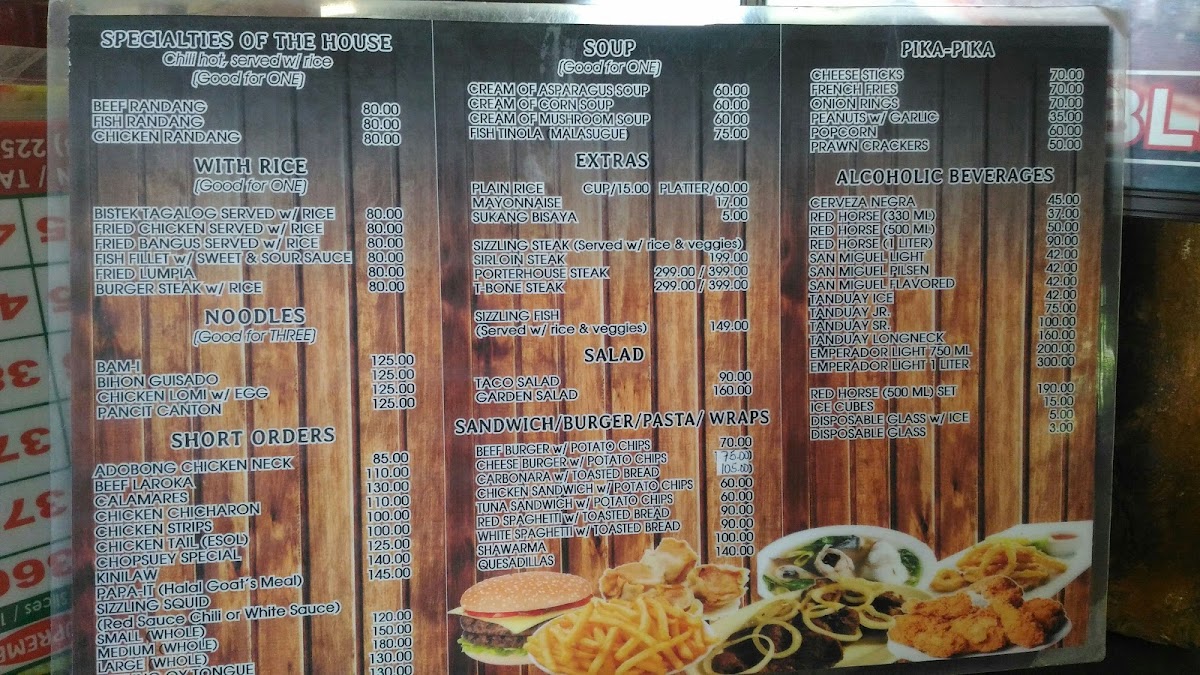 SPECIALTIES OF THE HOUSE
Chili hot, served w/ rice
(Good for ONE)
BEEF RANDANG 80.00
FISH RANDANG 80.00
CHICKEN RANDANG 80.00
WITH RICE
(Good for ONE)
BISTEK TAGALOG SERVED w/ RICE 80.00
FRIED CHICKEN SERVED w/ RICE 80.00
FRIED BANGUS SERVED w/ RICE 80.00
FISH FILLET w/ SWEET & SOUR SAUCE 80.00
FRIED LUMPIA 80.00
BURGER STEAK w/ RICE 80.00
NOODLES
(Good for THREE)
BAM-I 125.00
BIHON GUISADO 125.00
CHICKEN LOMI w/ EGG 125.00
PANCIT CANTON 125.00
SHORT ORDERS
ADOBONG CHICKEN NECK 85.00
BEEF LAROKA 110.00
CALAMARES 130.00
CHICKEN CHICHARON 110.00
CHICKEN STRIPS 100.00
CHICKEN TAIL (ESOL) 100.00
CHOPSUEY SPECIAL 125.00
KINILAW 140.00
PAPA-IT (Halal Goat's Meal) 145.00
SIZZLING SQUID
(Red Sauce Chili or White Sauce)
SMALL (WHOLE) 120.00
MEDIUM (WHOLE) 150.00
LARGE (WHOLE) 180.00
OX TONGUE 130.00
130.00
SOUP
(Good for ONE)
CREAM OF ASPARAGUS SOUP 60.00
CREAM OF CORN SOUP 60.00
CREAM OF MUSHROOM SOUP 60.00
FISH TINOLA MALASUGUE 75.00
EXTRAS
PLAIN RICE CUP/15.00 PLATTER/60.00
MAYONNAISE 17.00
SUKANG BISAYA 5.00
SIZZLING STEAK (Served w/ rice & veggies)
SIRLOIN STEAK 199.00
PORTERHOUSE STEAK 299.00 / 399.00
T-BONE STEAK 299.00 / 399.00
SIZZLING FISH
(Served w/ rice & veggies) 149.00
SALAD
TACO SALAD 90.00
GARDEN SALAD 160.00
SANDWICH/BURGER/PASTA/ WRAPS
BEEF BURGER w/ POTATO CHIPS 70.00
CHEESE BURGER w/ POTATO CHIPS 75.00
CARBONARA w/ TOASTED BREAD 105.00
CHICKEN SANDWICH w/ POTATO CHIPS 60.00
TUNA SANDWICH w/ POTATO CHIPS 60.00
RED SPAGHETTI w/ TOASTED BREAD 90.00
WHITE SPAGHETTI w/ TOASTED BREAD 90.00
SHAWARMA 100.00
QUESADILLAS 140.00
PIKA-PIKA
CHEESE STICKS 70.00
FRENCH FRIES 70.00
ONION RINGS 70.00
PEANUTS w/ GARLIC 35.00
POPCORN 60.00
PRAWN CRACKERS 50.00
ALCOHOLIC BEVERAGES
CERVEZA NEGRA 45.00
RED HORSE (330 ML) 37.00
RED HORSE (500 ML) 50.00
RED HORSE (1 LITER) 90.00
SAN MIGUEL LIGHT 42.00
SAN MIGUEL PILSEN 42.00
SAN MIGUEL FLAVORED 42.00
TANDUAY ICE 42.00
TANDUAY JR. 75.00
TANDUAY SR. 100.00
TANDUAY LONGNECK 160.00
EMPERADOR LIGHT 750 ML 200.00
EMPERADOR LIGHT 1 LITER 300.00
RED HORSE (500 ML) SET 190.00
ICE CUBES 15.00
DISPOSABLE GLASS w/ ICE 5.00
DISPOSABLE GLASS 3.00